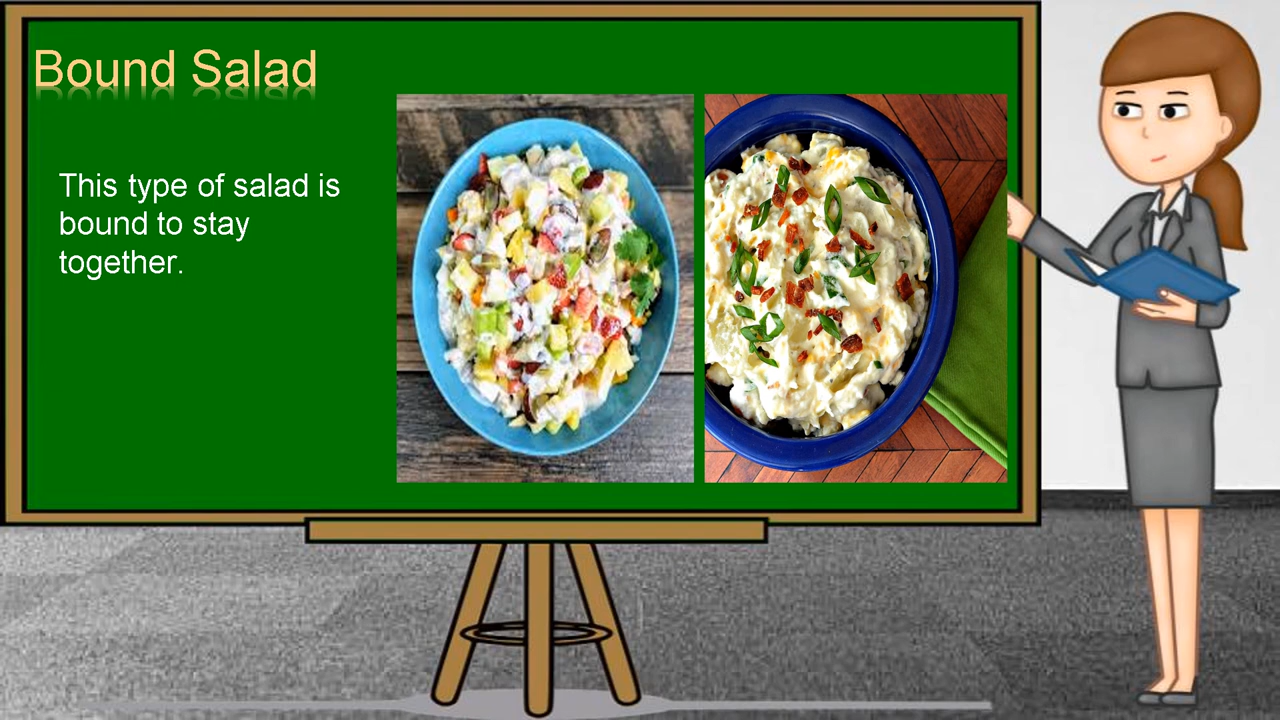 Bound Salad
This type of salad is
bound to stay
together.